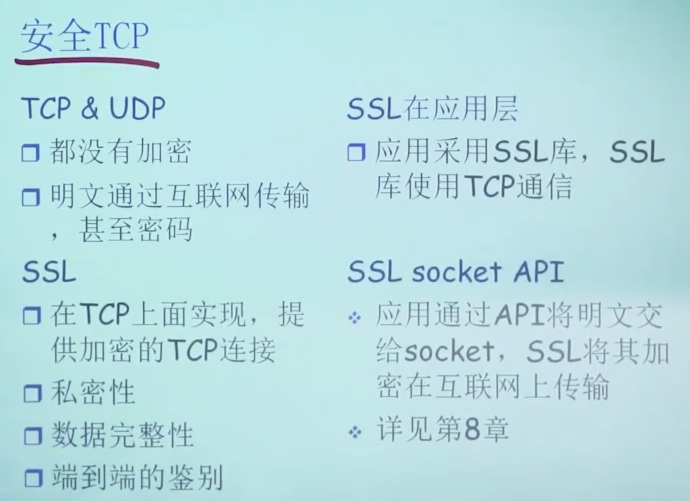 安全TCP
TCP & UDP
都没有加密
明文通过互联网传输
，甚至密码
SSL
在TCP上面实现，提
供加密的TCP连接
私密性
数据完整性
端到端的鉴别
SSL在应用层
应用采用SSL库，SSL
库使用TCP通信
SSL socket API
应用通过API将明文交
给socket，SSL将其加
密在互联网上传输
详见第8章